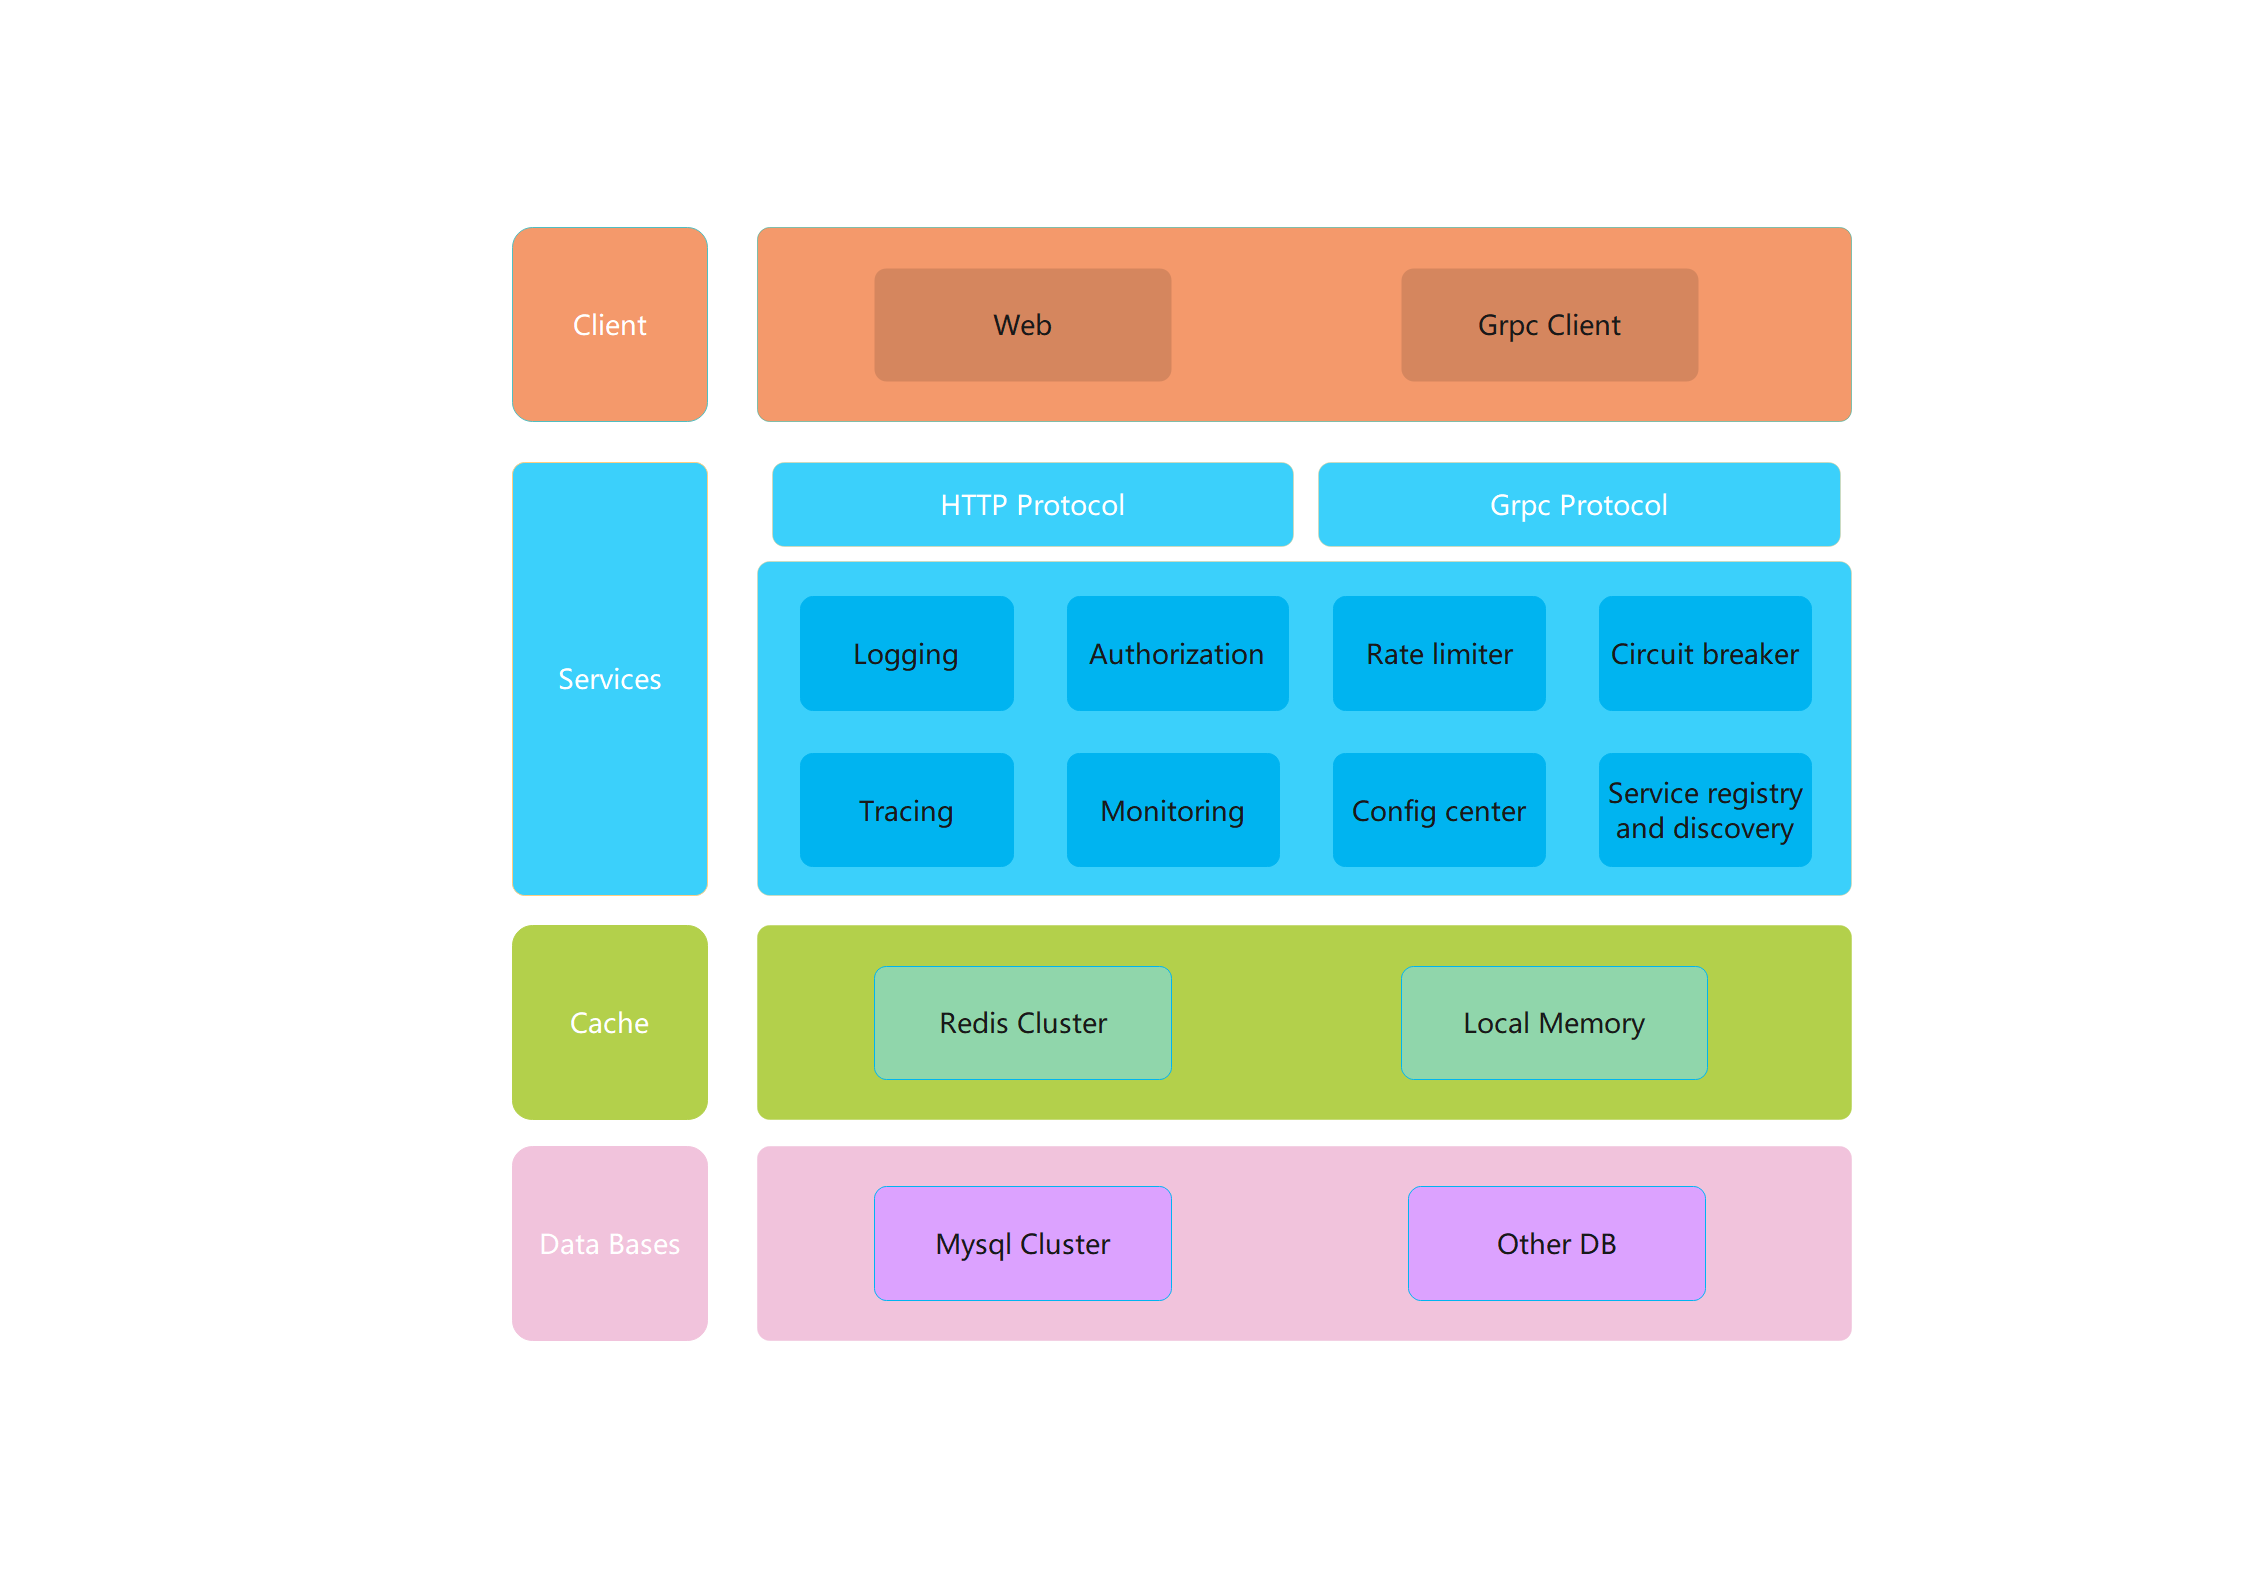 Client
Web
Grpc Client
Services
HTTP Protocol
Grpc Protocol
Logging
Authorization
Rate limiter
Circuit breaker
Tracing
Monitoring
Config center
Service registry
and discovery
Cache
Redis Cluster
Local Memory
Data Bases
Mysql Cluster
Other DB